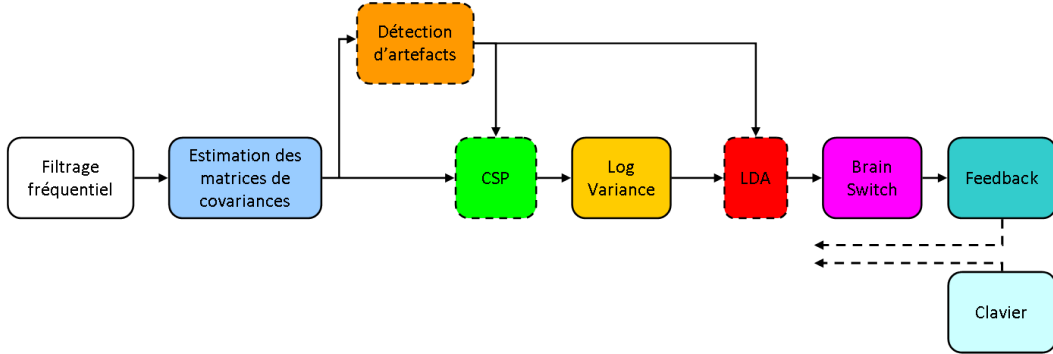 Détection
d'artefacts
Filtrage
fréquentiel
Estimation des
matrices de
covariances
CSP
Log
Variance
LDA
Brain
Switch
Feedback
Clavier